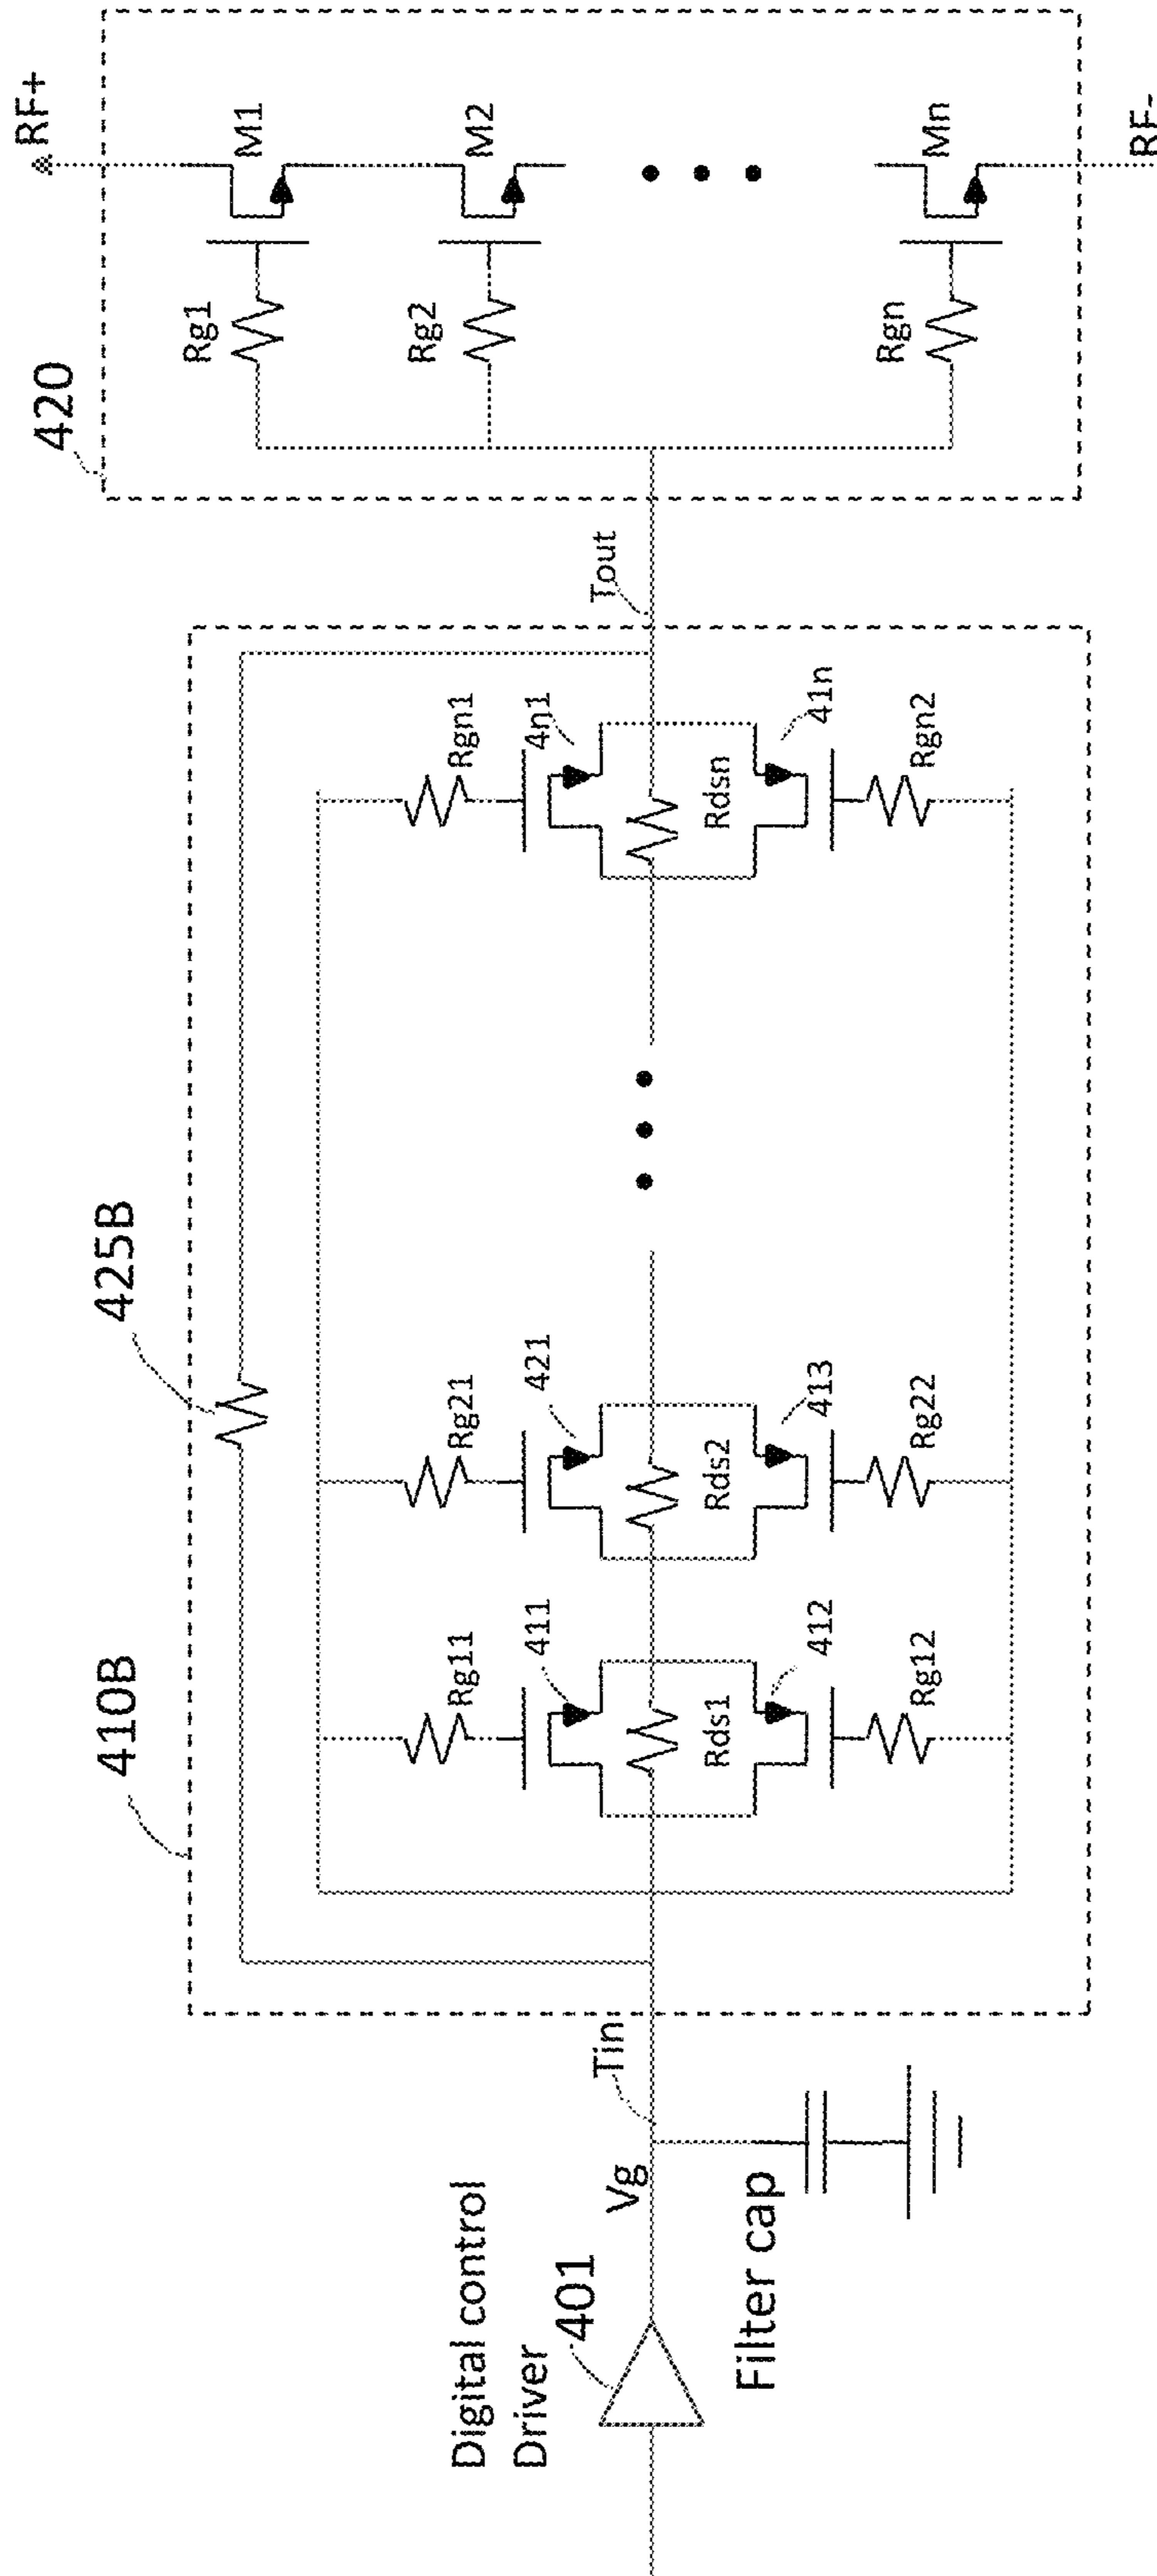 410B
425B
420
RF+
Rg11
Rg21
Rgn1
Rg1
M1
411
421
4n1
Tout
Rg2
M2
Digital control
Driver
401
Vg
Tin
Rds1
Rds2
Rdsn
412
413
41n
Rgn
Mn
Filter cap
Rg12
Rg22
Rgn2
RF-